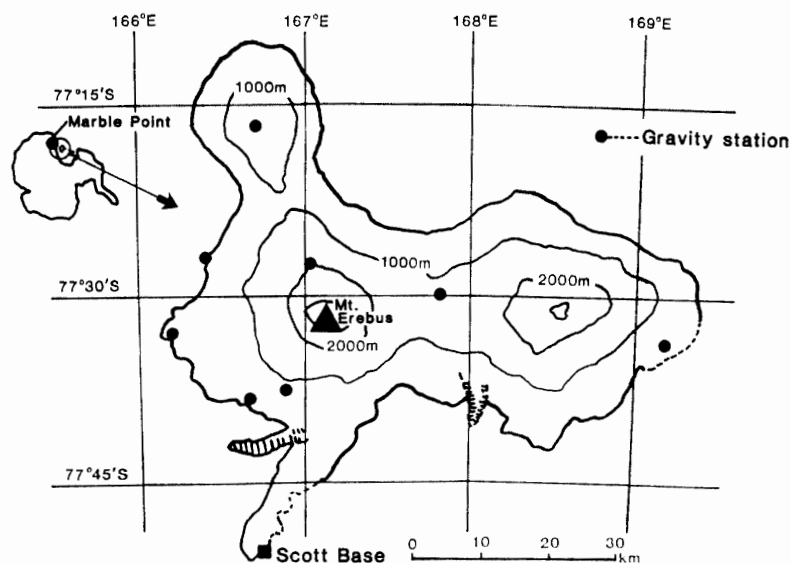 166°E 167°E 168°E 169°E
1000m
77°15'S
Marble Point
Gravity station
1000m
77°30'S
2000m
Mt.
Erebus
2000m
77°45'S
Scott Base
0 10 20 30
km